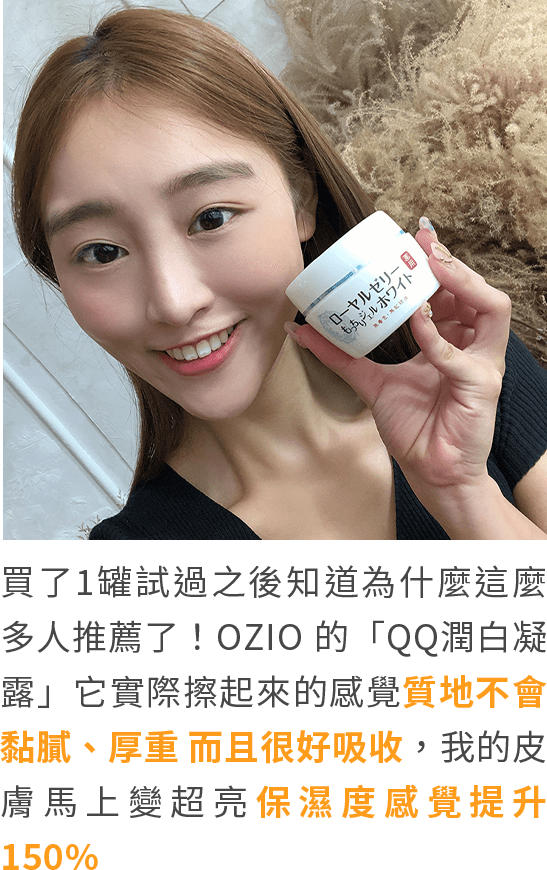 薬用
ローヤルゼリー
もっちりジェルホワイト
買了1罐試過之後知道為什麼這麼
多人推薦了！OZIO 的「QQ潤白凝
露」它實際擦起來的感覺質地不會
黏膩、厚重 而且很好吸收，我的皮
膚馬上變超亮保濕度感覺提升
150%